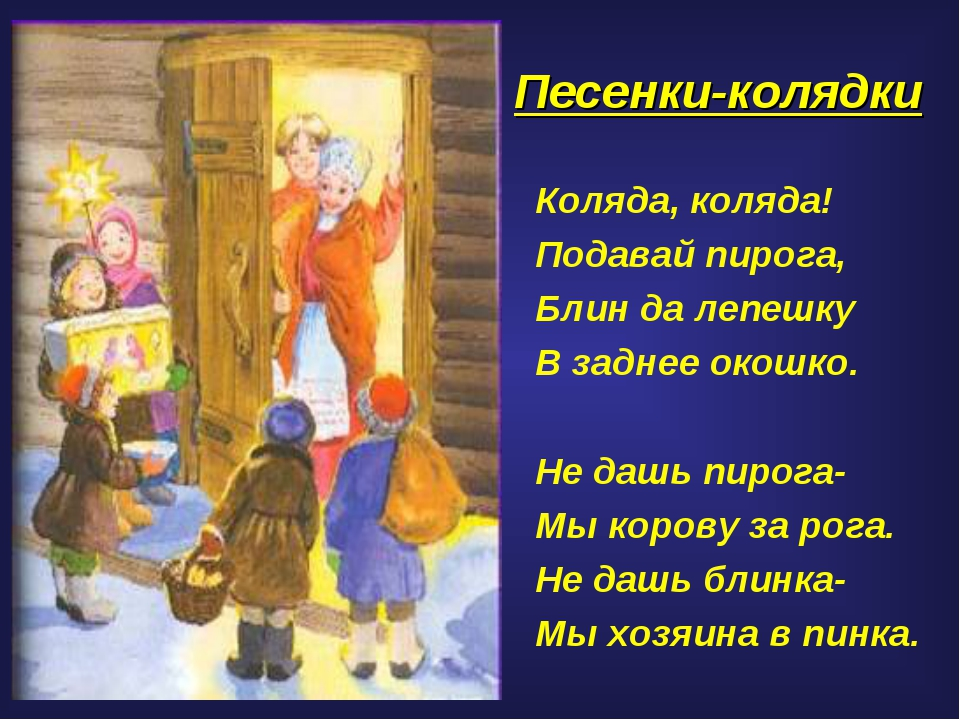 Песенки-колядки
Коляда, коляда!
Подавай пирога,
Блин да лепешку
В заднее окошко.
Не дашь пирога-
Мы корову за рога.
Не дашь блинка-
Мы хозяина в пинка.